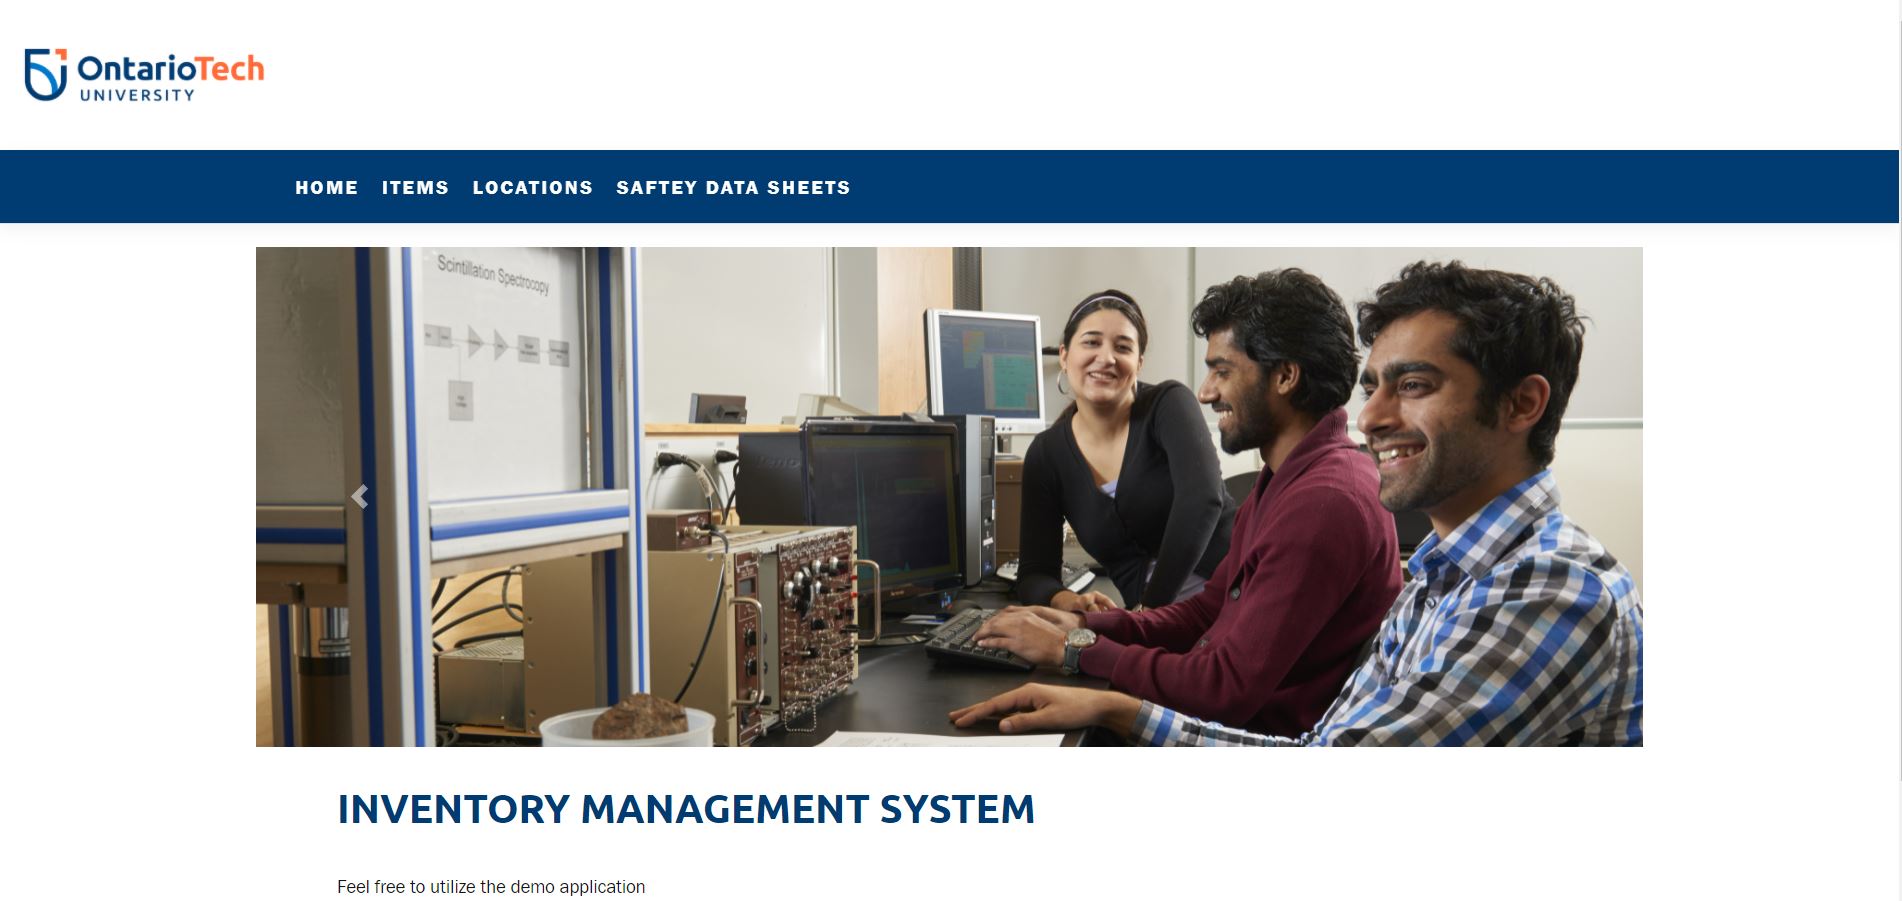 OntarioTech
UNIVERSITY
HOME ITEMS LOCATIONS SAFTEY DATA SHEETS
Scintillation Spectrocopy
INVENTORY MANAGEMENT SYSTEM
Feel free to utilize the demo application